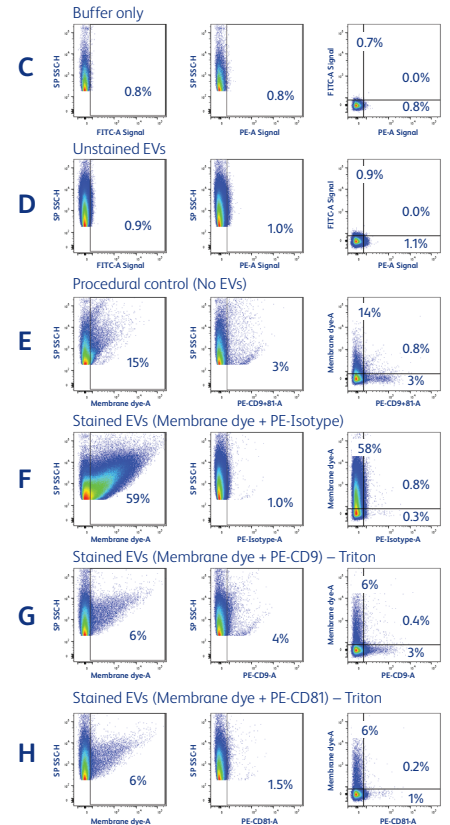 Buffer only
C
SP SSC-H
0.8%
FITC-A Signal
SP SSC-H
0.8%
PE-A Signal
FITC-A Signal
0.7%
0.0%
0.8%
PE-A Signal
Unstained EVs
D
SP SSC-H
0.9%
FITC-A Signal
SP SSC-H
1.0%
PE-A Signal
FITC-A Signal
0.9%
0.0%
1.1%
PE-A Signal
Procedural control (No EVs)
E
SP SSC-H
15%
Membrane dye-A
SP SSC-H
3%
PE-CD9+81-A
Membrane dye-A
14%
0.8%
3%
PE-CD9+81-A
Stained EVs (Membrane dye + PE-Isotype)
F
SP SSC-H
59%
Membrane dye-A
SP SSC-H
1.0%
PE-Isotype-A
Membrane dye-A
58%
0.8%
0.3%
PE-Isotype-A
Stained EVs (Membrane dye + PE-CD9) – Triton
G
SP SSC-H
6%
Membrane dye-A
SP SSC-H
4%
PE-CD9-A
Membrane dye-A
6%
0.4%
3%
PE-CD9-A
Stained EVs (Membrane dye + PE-CD81) – Triton
H
SP SSC-H
6%
Membrane dye-A
SP SSC-H
1.5%
PE-CD81-A
Membrane dye-A
6%
0.2%
1%
PE-CD81-A